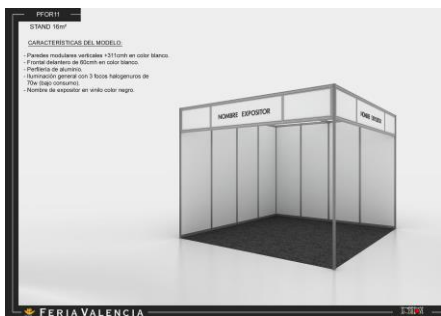 PFOR11
STAND 16m²
CARACTERÍSTICAS DEL MODELO:
- Paredes modulares verticales +311cmh en color blanco.
- Frontal delantero de 60cmh en color blanco.
- Perfilería de aluminio.
- Iluminación general con 3 focos halogenuros de
70w (bajo consumo).
- Nombre de expositor en vinilo color negro.
NOMBRE EXPOSITOR
NOMBRE EXPOSITOR
FERIA VALENCIA